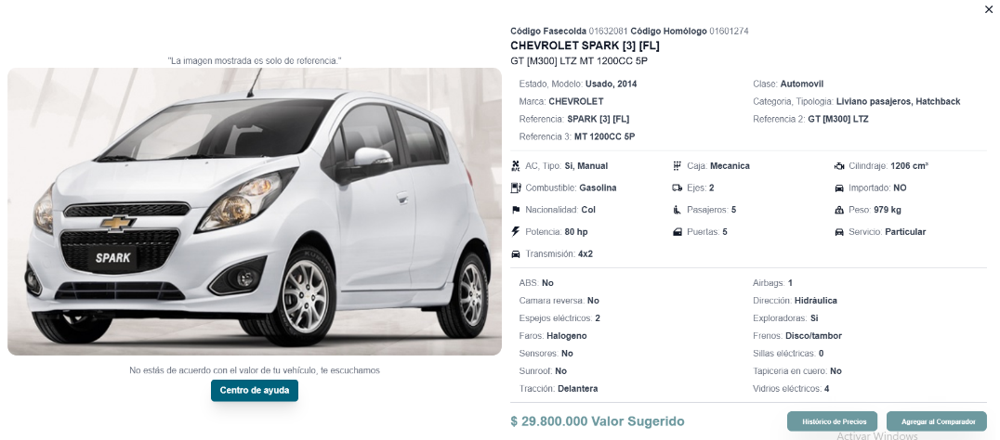 Código Fasecolda 01632081 Código Homólogo 01601274
CHEVROLET SPARK [3] [FL]
GT [M300] LTZ MT 1200CC 5P
"La imagen mostrada es solo de referencia."
SPARK
No estás de acuerdo con el valor de tu vehículo, te escuchamos
Centro de ayuda
Estado, Modelo: Usado, 2014
Clase: Automovil
Marca: CHEVROLET
Categoria, Tipologia: Liviano pasajeros, Hatchback
Referencia: SPARK [3] [FL]
Referencia 2: GT [M300] LTZ
Referencia 3: MT 1200CC 5P
AC, Tipo: Si, Manual
Caja: Mecanica
Cilindraje: 1206 cm³
Combustible: Gasolina
Ejes: 2
Importado: NO
Nacionalidad: Col
Pasajeros: 5
Peso: 979 kg
Potencia: 80 hp
Puertas: 5
Servicio: Particular
Transmisión: 4x2
ABS: No
Airbags: 1
Camara reversa: No
Dirección: Hidráulica
Espejos eléctricos: 2
Exploradoras: Si
Faros: Halogeno
Frenos: Disco/tambor
Sensores: No
Sillas eléctricas: 0
Sunroof: No
Tapiceria en cuero: No
Tracción: Delantera
Vidrios eléctricos: 4
$ 29.800.000 Valor Sugerido
Histórico de Precios
Agregar al Comparador
Activar Windows